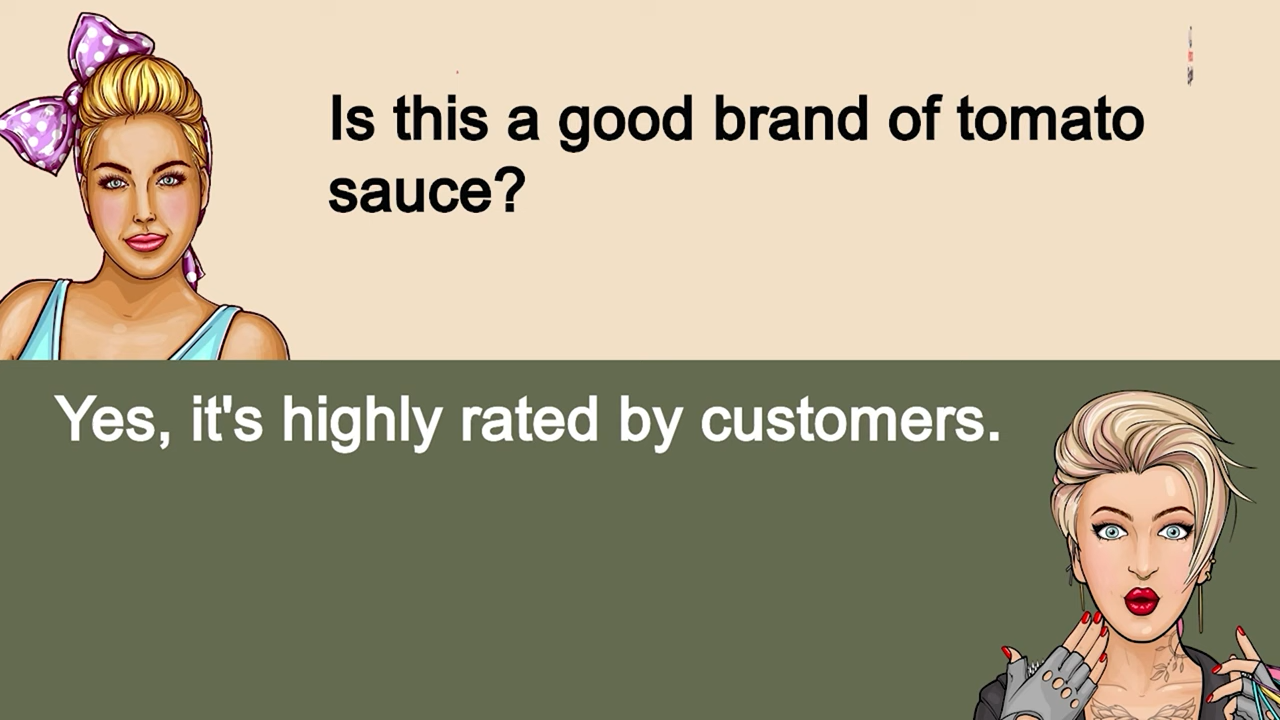 Is this a good brand of tomato
sauce?
Yes, it's highly rated by customers.